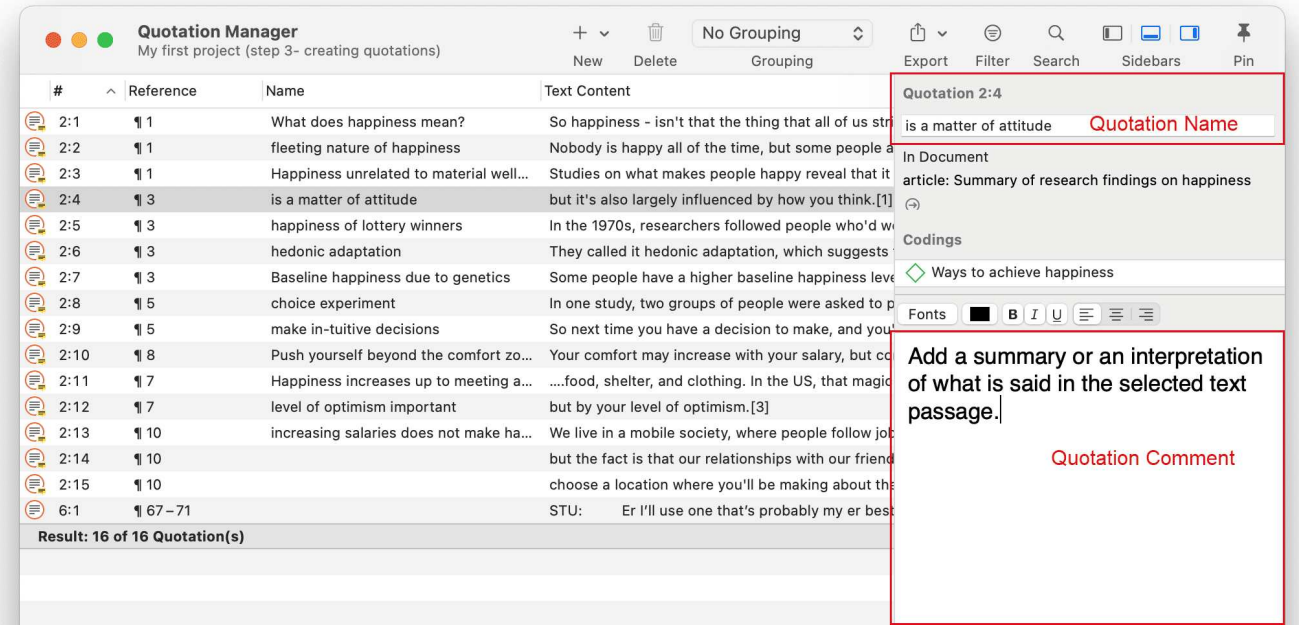 Quotation Manager
My first project (step 3- creating quotations)
No Grouping
New Delete Grouping Export Filter Search Sidebars Pin
# Reference Name Text Content
2:1 ¶ 1 What does happiness mean? So happiness - isn't that the thing that all of us stri
2:2 ¶ 1 fleeting nature of happiness Nobody is happy all of the time, but some people a
2:3 ¶ 1 Happiness unrelated to material well... Studies on what makes people happy reveal that it
2:4 ¶ 3 is a matter of attitude but it's also largely influenced by how you think.[1]
2:5 ¶ 3 happiness of lottery winners In the 1970s, researchers followed people who'd w
2:6 ¶ 3 hedonic adaptation They called it hedonic adaptation, which suggests
2:7 ¶ 3 Baseline happiness due to genetics Some people have a higher baseline happiness leve
2:8 ¶ 5 choice experiment In one study, two groups of people were asked to p
2:9 ¶ 5 make in-tuitive decisions So next time you have a decision to make, and you'
2:10 ¶ 8 Push yourself beyond the comfort zo... Your comfort may increase with your salary, but co
2:11 ¶ 7 Happiness increases up to meeting a... ....food, shelter, and clothing. In the US, that magic
2:12 ¶ 7 level of optimism important but by your level of optimism.[3]
2:13 ¶ 10 increasing salaries does not make ha... We live in a mobile society, where people follow job
2:14 ¶ 10 but the fact is that our relationships with our friend
2:15 ¶ 10 choose a location where you'll be making about the
6:1 ¶ 67 – 71 STU: Er I'll use one that's probably my er best
Result: 16 of 16 Quotation(s)
Quotation 2:4
is a matter of attitude Quotation Name
In Document
article: Summary of research findings on happiness
Codings
Ways to achieve happiness
Fonts B I U
Add a summary or an interpretation
of what is said in the selected text
passage.
Quotation Comment